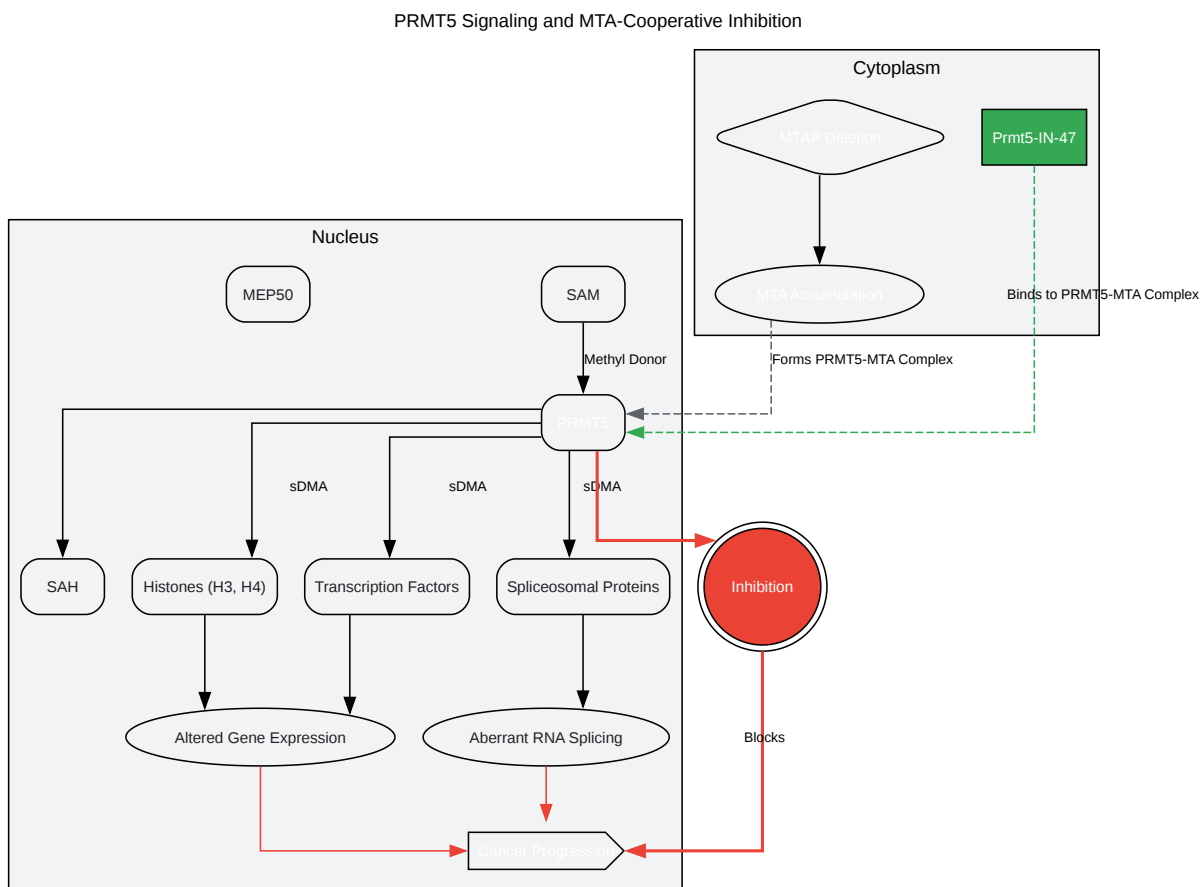 PRMT5 Signaling and MTA-Cooperative Inhibition
Cytoplasm
MTAP Deletion
Prmt5-IN-47
Nucleus
MEP50
SAM
MTA Accumulation
Binds to PRMT5-MTA Complex
Methyl Donor
Forms PRMT5-MTA Complex
PRMT5
sDMA
sDMA
sDMA
SAH
Histones (H3, H4)
Transcription Factors
Spliceosomal Proteins
Inhibition
Altered Gene Expression
Aberrant RNA Splicing
Blocks
Cancer Progression